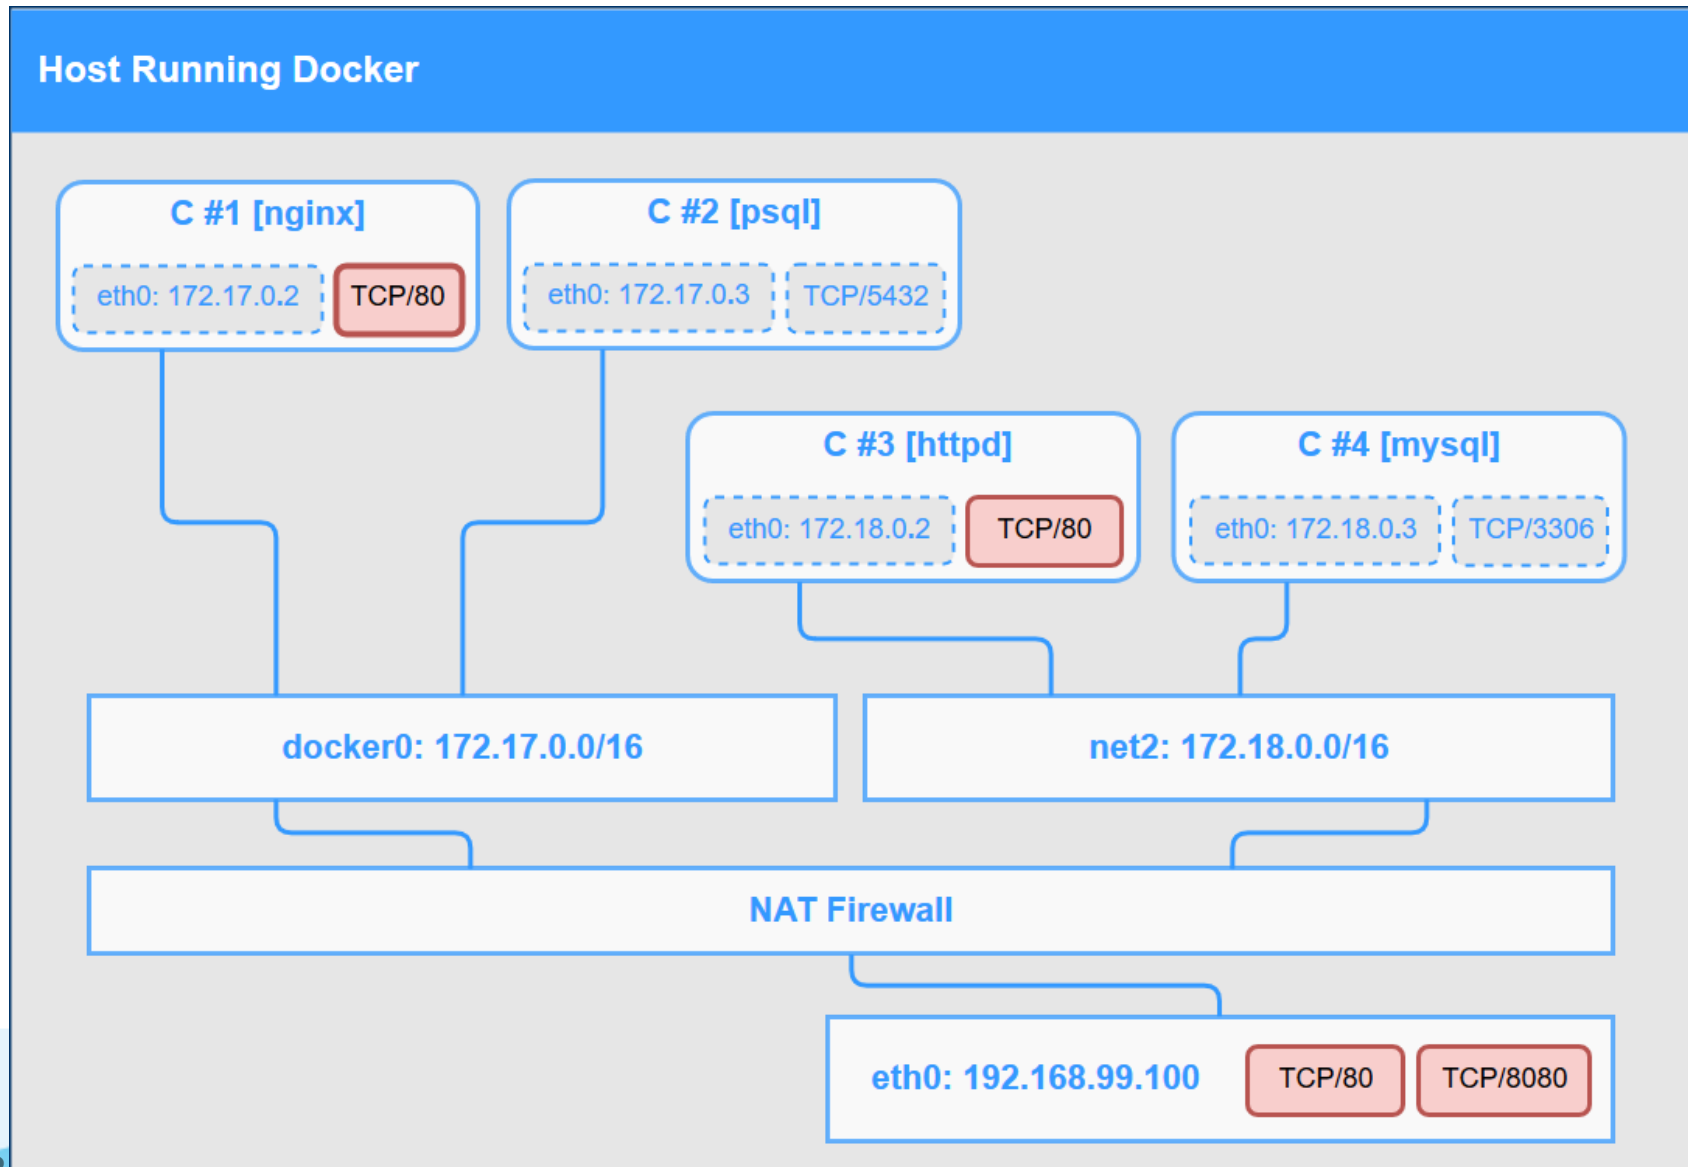 Host Running Docker
C #1 [nginx]
eth0: 172.17.0.2
TCP/80
C #2 [psql]
eth0: 172.17.0.3
TCP/5432
C #3 [httpd]
eth0: 172.18.0.2
TCP/80
C #4 [mysql]
eth0: 172.18.0.3
TCP/3306
docker0: 172.17.0.0/16
net2: 172.18.0.0/16
NAT Firewall
eth0: 192.168.99.100
TCP/80
TCP/8080